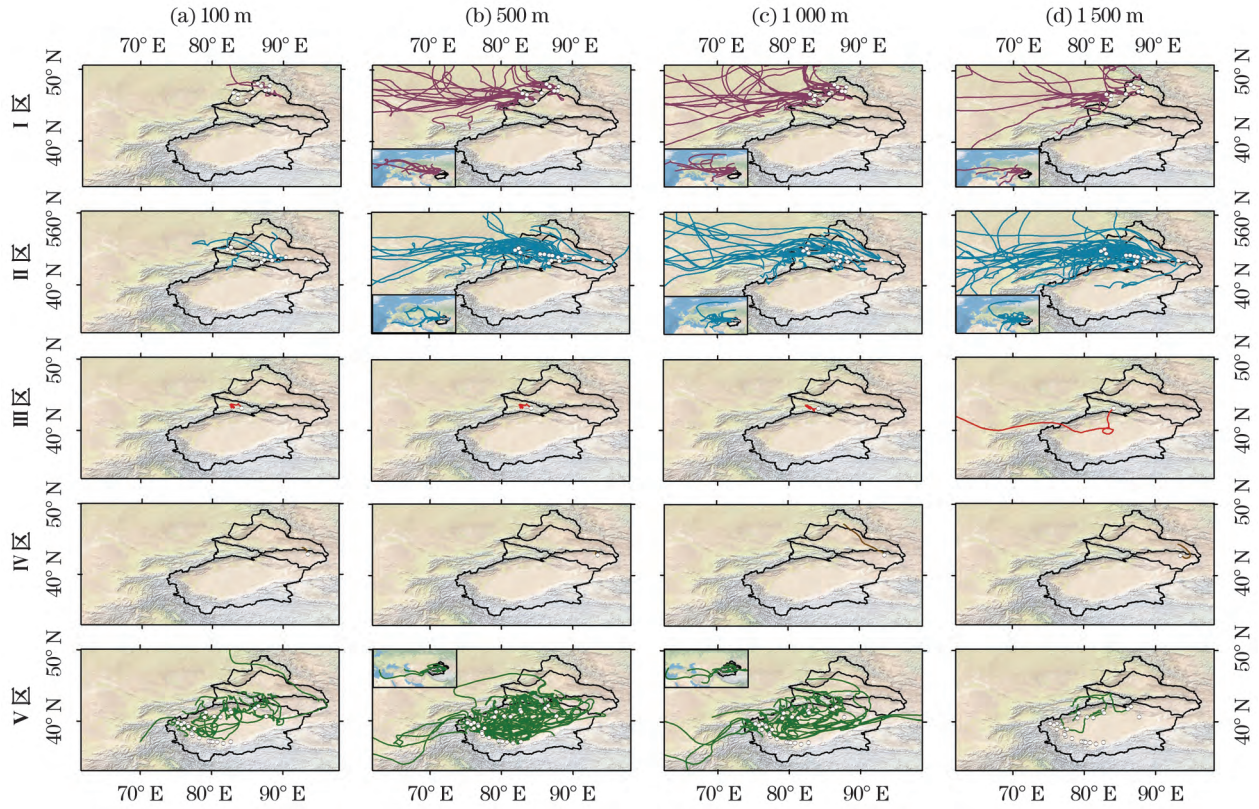 (a) 100 m (b) 500 m (c) 1 000 m (d) 1 500 m
70° E 80° E 90° E 70° E 80° E 90° E 70° E 80° E 90° E 70° E 80° E 90° E
I区 50° N 40° N 50° N 40° N
II区 560° N 40° N 560° N 40° N
III区 50° N 40° N 50° N 40° N
IV区 50° N 40° N 50° N 40° N
V区 50° N 40° N 50° N 40° N
70° E 80° E 90° E 70° E 80° E 90° E 70° E 80° E 90° E 70° E 80° E 90° E